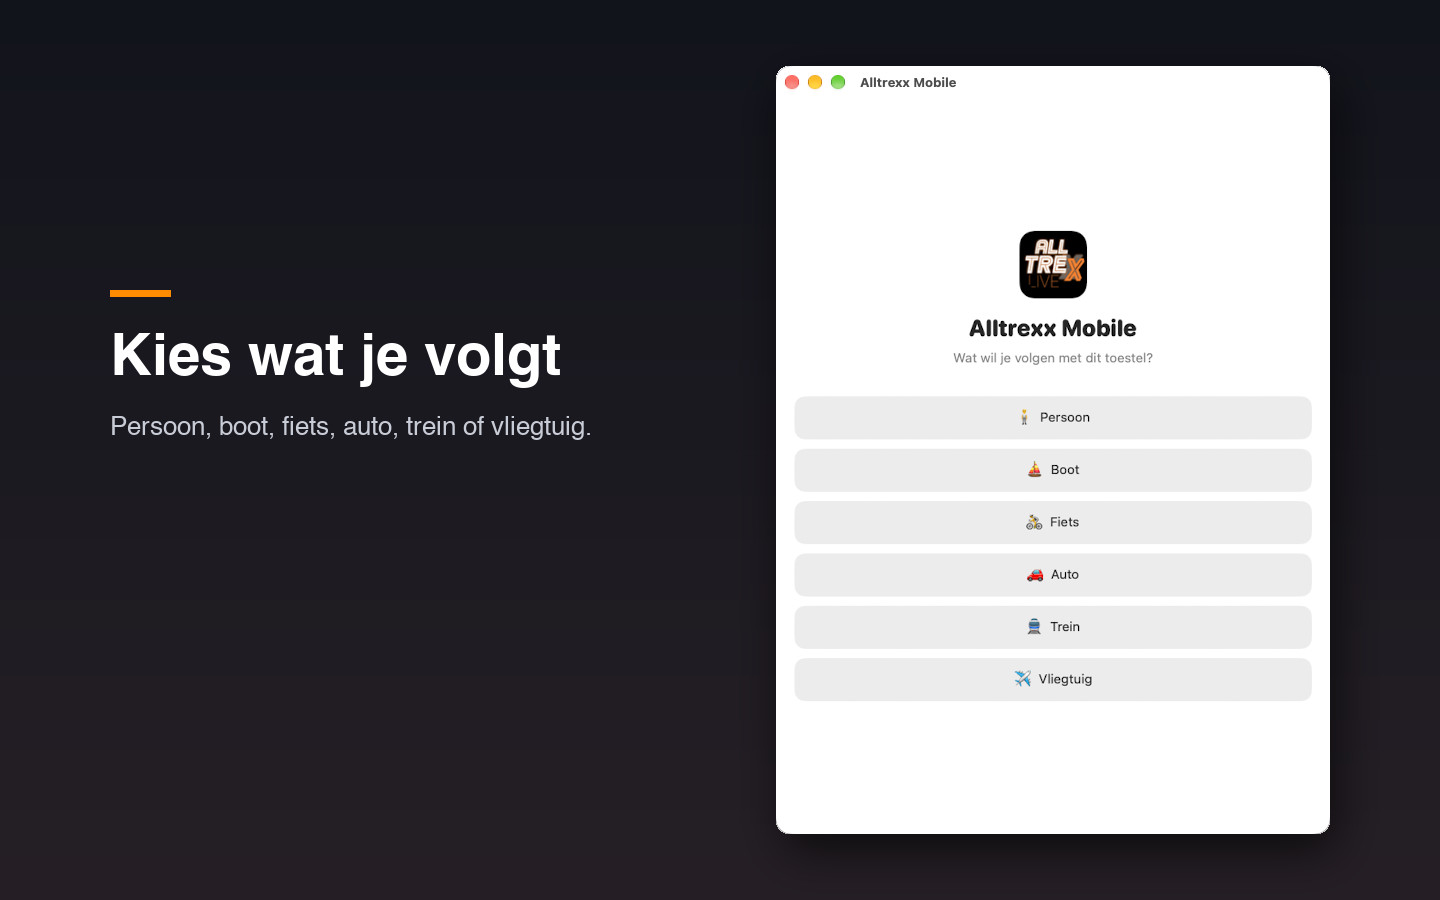 Kies wat je volgt
Persoon, boot, fiets, auto, trein of vliegtuig.
Alltrexx Mobile
ALL
TREX
LIVE
Alltrexx Mobile
Wat wil je volgen met dit toestel?
Persoon
Boot
Fiets
Auto
Trein
Vliegtuig